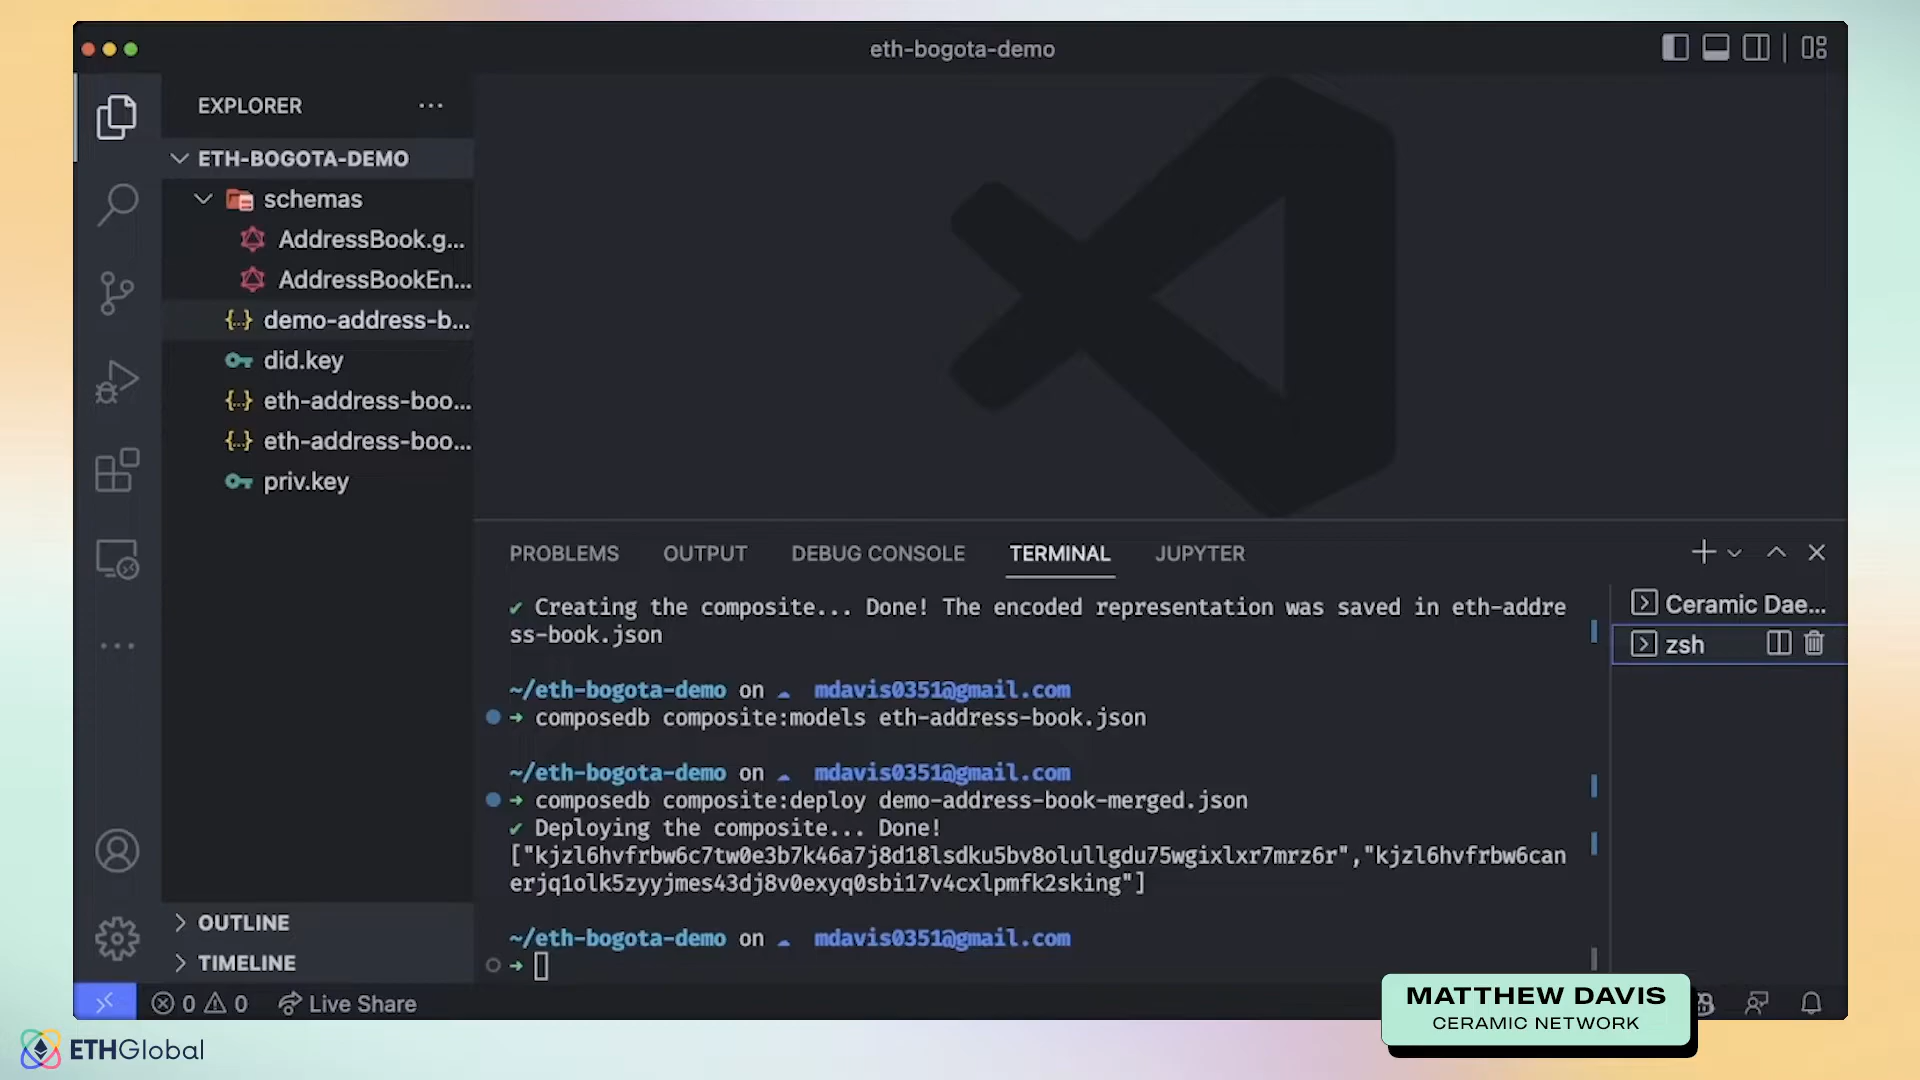 eth-bogota-demo
EXPLORER
ETH-BOGOTA-DEMO
schemas
AddressBook.g...
AddressBookEn...
demo-address-b...
did.key
eth-address-boo...
eth-address-boo...
priv.key
OUTLINE
TIMELINE
PROBLEMS OUTPUT DEBUG CONSOLE TERMINAL JUPYTER
✔ Creating the composite... Done! The encoded representation was saved in eth-addre
ss-book.json
~/eth-bogota-demo on ☁ mdavis0351@gmail.com
➜ composedb composite:models eth-address-book.json
~/eth-bogota-demo on ☁ mdavis0351@gmail.com
➜ composedb composite:deploy demo-address-book-merged.json
✔ Deploying the composite... Done!
["kjzl6hvfrbw6c7tw0e3b7k46a7j8d18lsdku5bv8olullgdu75wgixlxr7mrz6r","kjzl6hvfrbw6can
erjq1olk5zyyjmes43dj8v0exyq0sbi17v4cxlpmfk2sking"]
~/eth-bogota-demo on ☁ mdavis0351@gmail.com
➜
Ceramic Dae...
zsh
0 0 Live Share
MATTHEW DAVIS
CERAMIC NETWORK
ETHGlobal